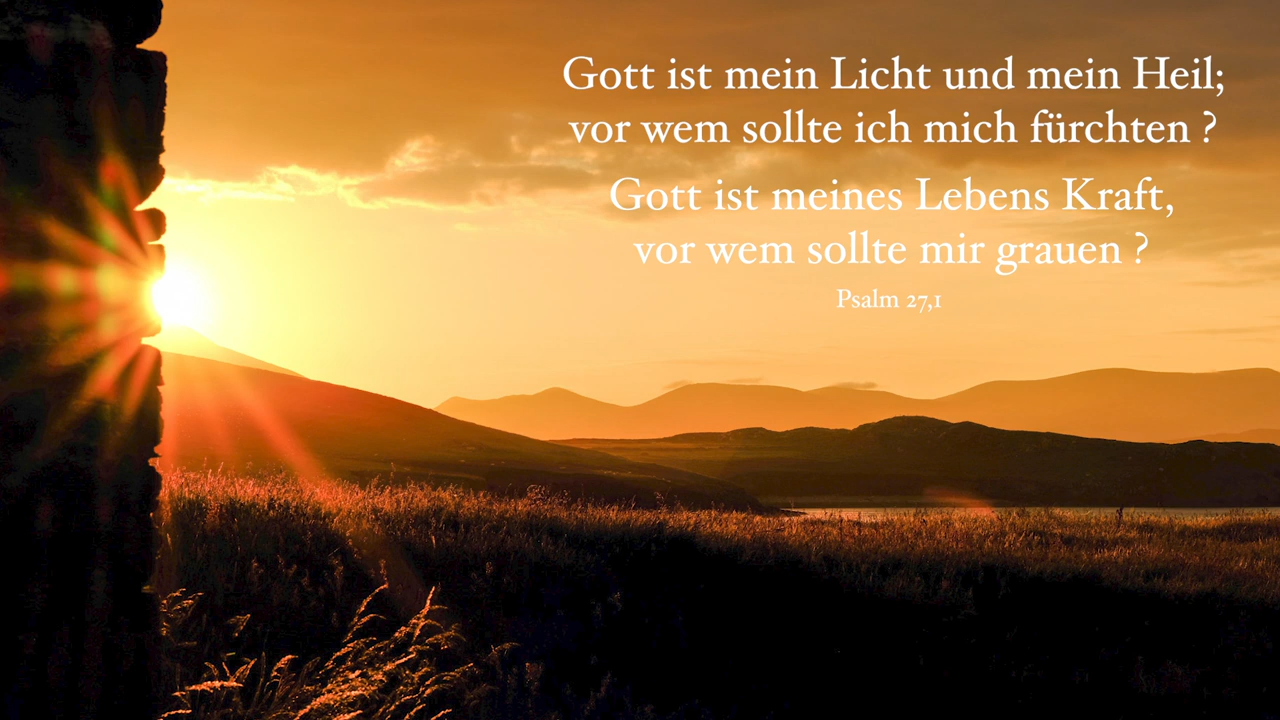 Gott ist mein Licht und mein Heil;
vor wem sollte ich mich fürchten ?
Gott ist meines Lebens Kraft,
vor wem sollte mir grauen ?
Psalm 27,1